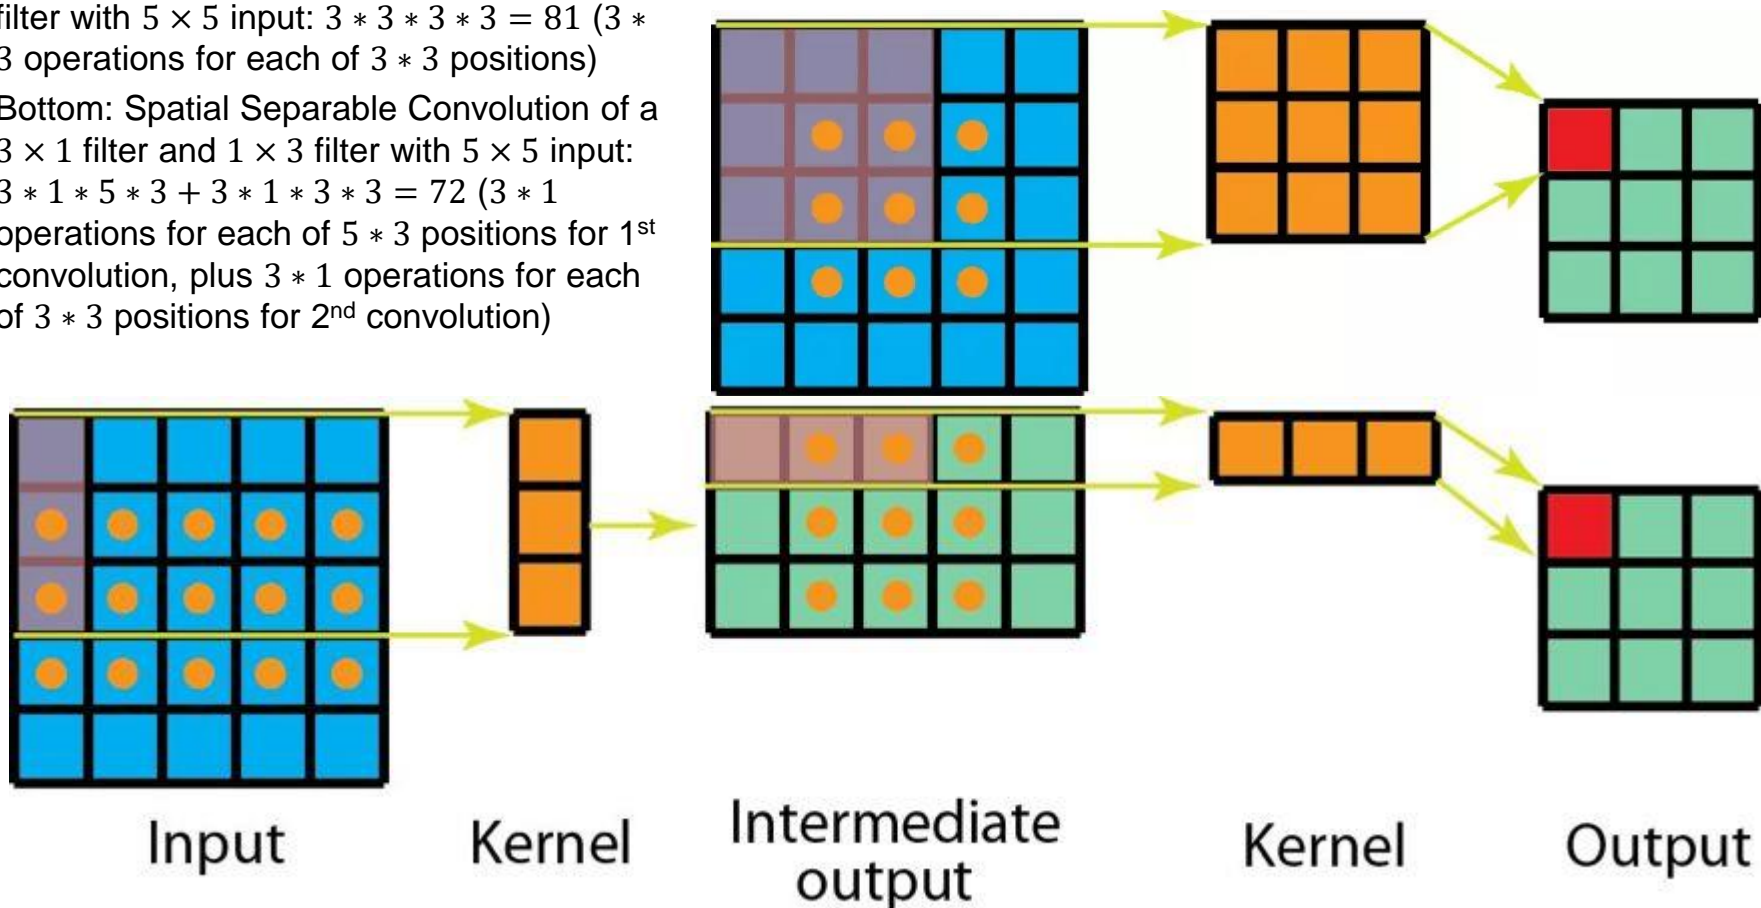 filter with 5 × 5 input: 3 ∗ 3 ∗ 3 ∗ 3 = 81 (3 ∗
3 operations for each of 3 ∗ 3 positions)
Bottom: Spatial Separable Convolution of a
3 × 1 filter and 1 × 3 filter with 5 × 5 input:
3 ∗ 1 ∗ 5 ∗ 3 + 3 ∗ 1 ∗ 3 ∗ 3 = 72 (3 ∗ 1
operations for each of 5 ∗ 3 positions for 1st
convolution, plus 3 ∗ 1 operations for each
of 3 ∗ 3 positions for 2nd convolution)
Input
Kernel
Intermediate
output
Kernel
Output